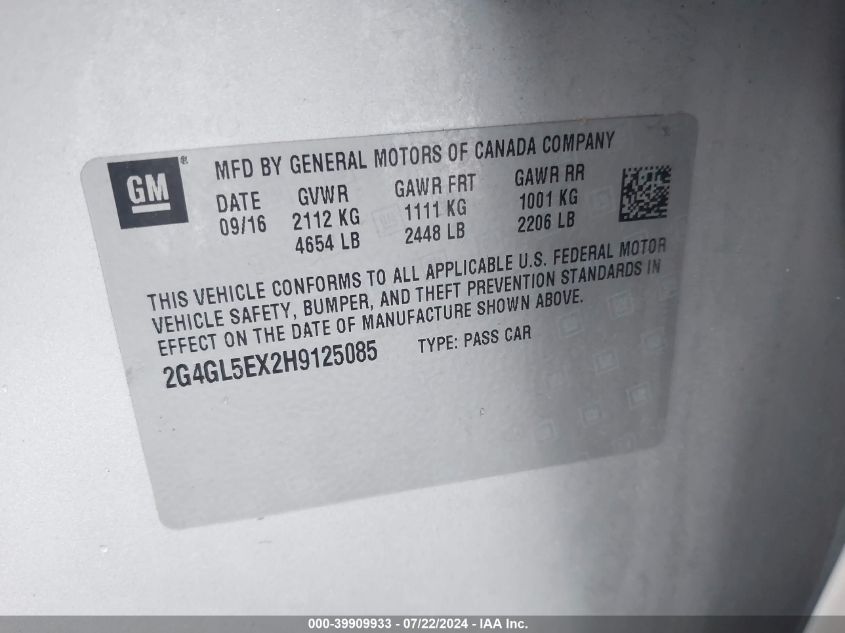 GM ® MFD BY GENERAL MOTORS OF CANADA COMPANY
DATE GVWR GAWR FRT GAWR RR
09/16 2112 KG 1111 KG 1001 KG
4654 LB 2448 LB 2206 LB
THIS VEHICLE CONFORMS TO ALL APPLICABLE U.S. FEDERAL MOTOR
VEHICLE SAFETY, BUMPER, AND THEFT PREVENTION STANDARDS IN
EFFECT ON THE DATE OF MANUFACTURE SHOWN ABOVE.
2G4GL5EX2H9125085 TYPE: PASS CAR
000-39909933 - 07/22/2024 - IAA Inc.